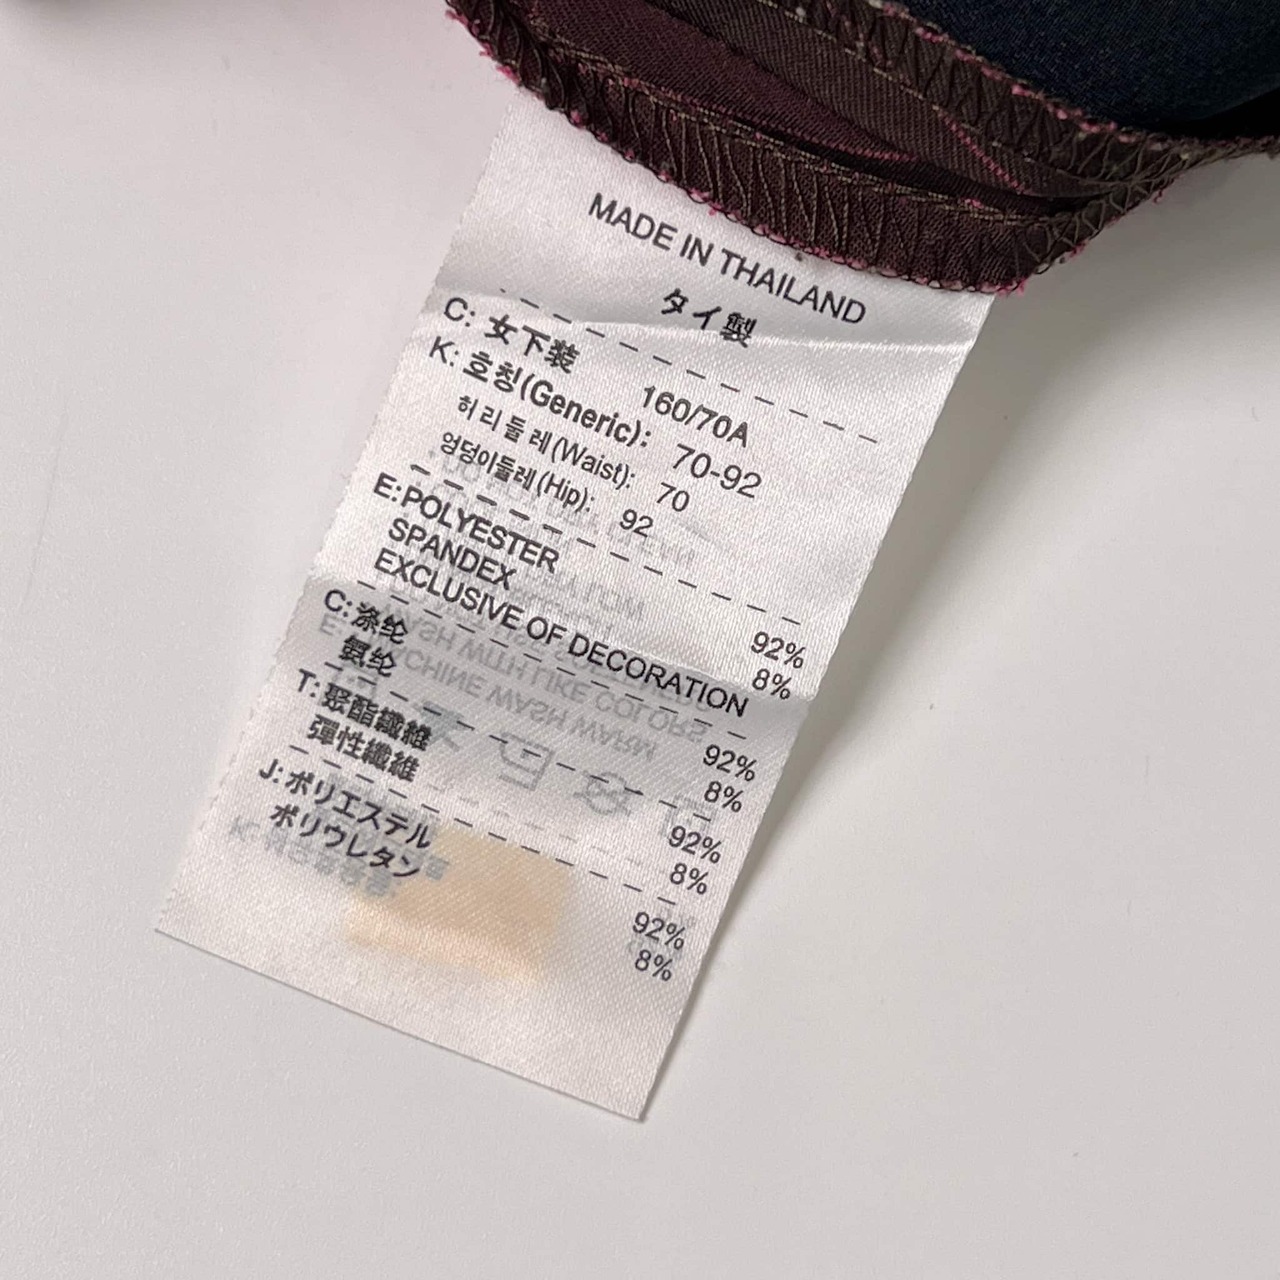 MADE IN THAILAND
タイ製
C: 女下装 160/70A
K: 호칭(Generic): 70-92
허리둘레(Waist): 70
엉덩이둘레(Hip): 92
E: POLYESTER 92%
SPANDEX 8%
EXCLUSIVE OF DECORATION
C: 涤纶 92%
氨纶 8%
T: 聚酯纖維 92%
彈性纖維 8%
J: ポリエステル 92%
ポリウレタン 8%